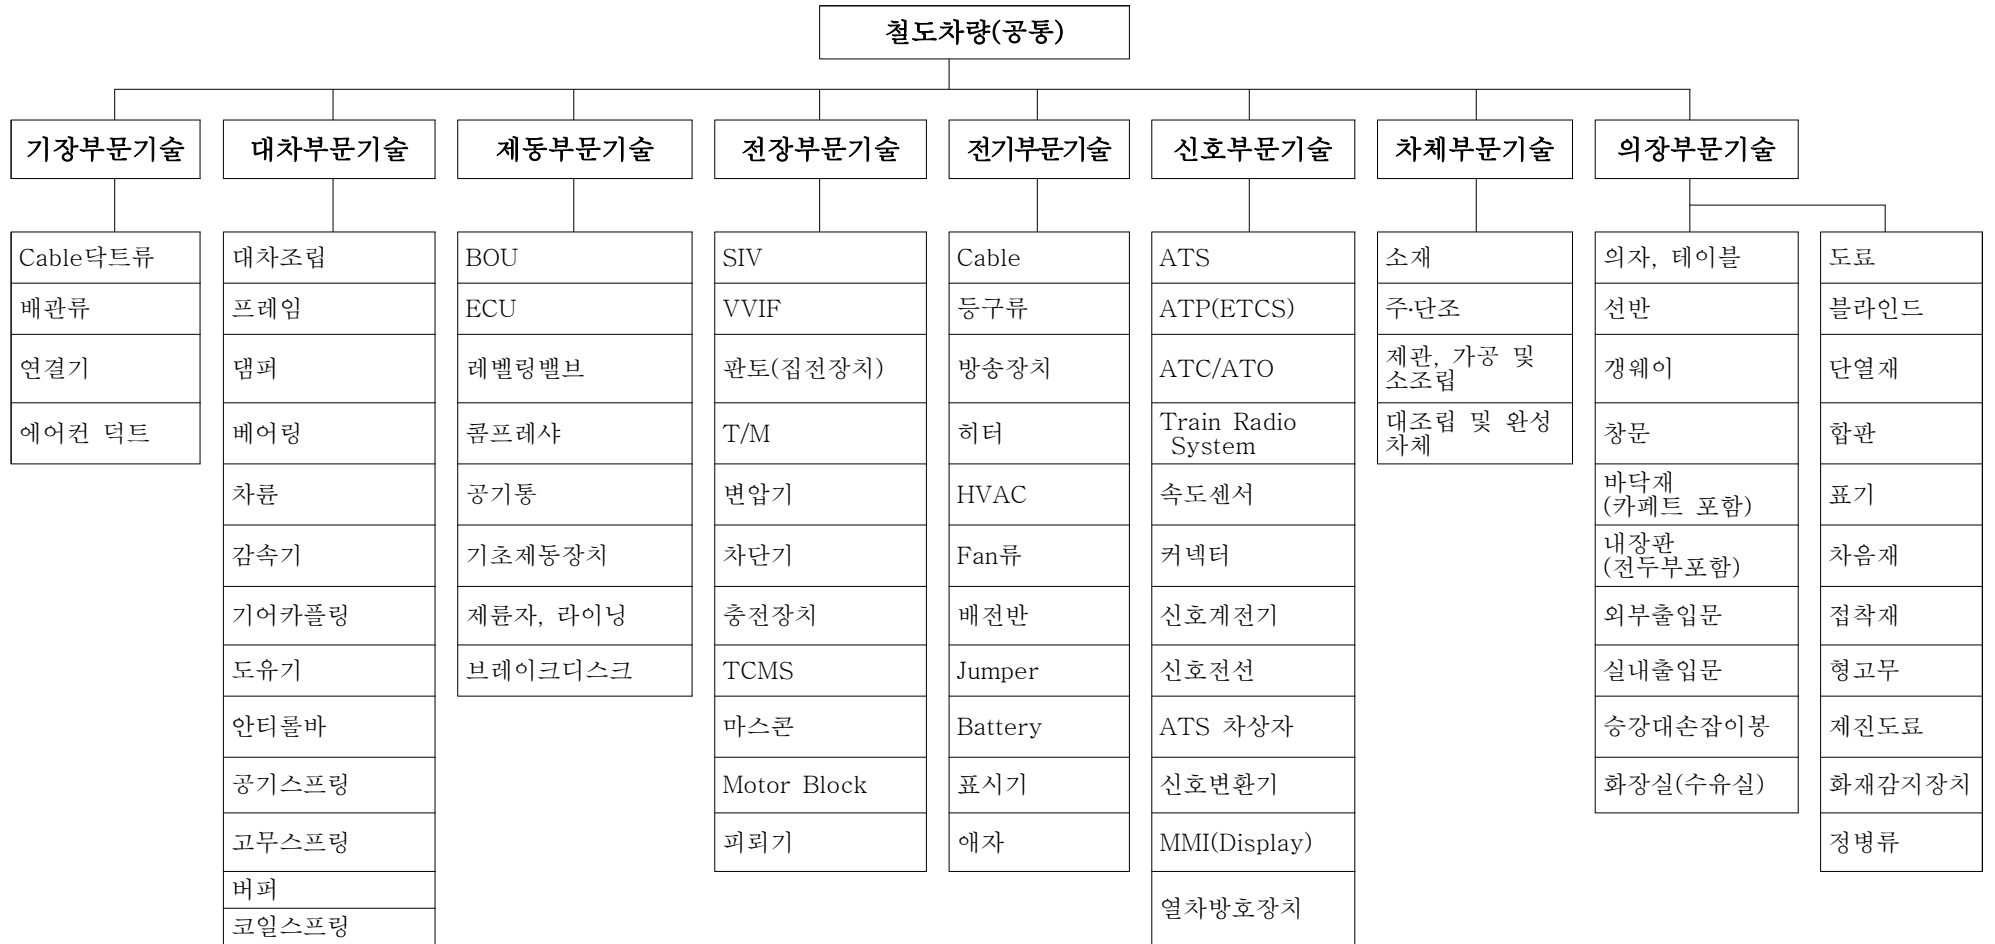 철도차량(공통)
기장부문기술
대차부문기술
제동부문기술
전장부문기술
전기부문기술
신호부문기술
차체부문기술
의장부문기술
Cable닥트류
배관류
연결기
에어컨 덕트
대차조립
프레임
댐퍼
베어링
차륜
감속기
기어카플링
도유기
안티롤바
공기스프링
고무스프링
버퍼
코일스프링
BOU
ECU
레벨링밸브
콤프레샤
공기통
기초제동장치
제륜자, 라이닝
브레이크디스크
SIV
VVIF
판토(집전장치)
T/M
변압기
차단기
충전장치
TCMS
마스콘
Motor Block
피뢰기
Cable
등구류
방송장치
히터
HVAC
Fan류
배전반
Jumper
Battery
표시기
애자
ATS
ATP(ETCS)
ATC/ATO
Train Radio
System
속도센서
커넥터
신호계전기
신호전선
ATS 차상자
신호변환기
MMI(Display)
열차방호장치
소재
주·단조
제관, 가공 및
소조립
대조립 및 완성
차체
의자, 테이블
선반
갱웨이
창문
바닥재
(카페트 포함)
내장판
(전두부포함)
외부출입문
실내출입문
승강대손잡이봉
화장실(수유실)
도료
블라인드
단열재
합판
표기
차음재
접착재
형고무
제진도료
화재감지장치
정병류